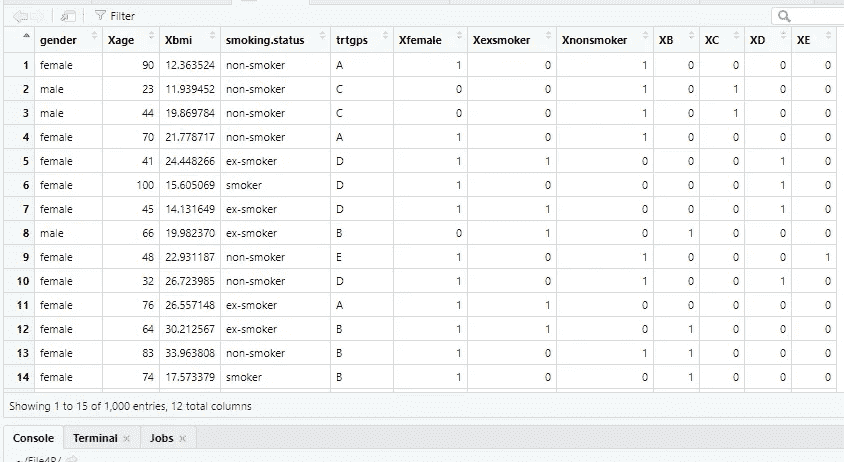 Filter
gender Xage Xbmi smoking.status trtgps Xfemale Xexsmoker Xnonsmoker XB XC XD XE
1 female 90 12.363524 non-smoker A 1 0 1 0 0 0 0
2 male 23 11.939452 non-smoker C 0 0 1 0 1 0 0
3 male 44 19.869784 non-smoker C 0 0 1 0 1 0 0
4 female 70 21.778717 non-smoker A 1 0 1 0 0 0 0
5 female 41 24.448266 ex-smoker D 1 1 0 0 0 1 0
6 female 100 15.605069 smoker D 1 0 0 0 0 1 0
7 female 45 14.131649 ex-smoker D 1 1 0 0 0 1 0
8 male 66 19.982370 ex-smoker B 0 1 0 1 0 0 0
9 female 48 22.931187 non-smoker E 1 0 1 0 0 0 1
10 female 32 26.723985 non-smoker D 1 0 1 0 0 1 0
11 female 76 26.557148 ex-smoker A 1 1 0 0 0 0 0
12 female 64 30.212567 ex-smoker B 1 1 0 1 0 0 0
13 female 83 33.963808 non-smoker B 1 0 1 1 0 0 0
14 female 74 17.573379 smoker B 1 0 0 1 0 0 0
Showing 1 to 15 of 1,000 entries, 12 total columns
Console Terminal Jobs